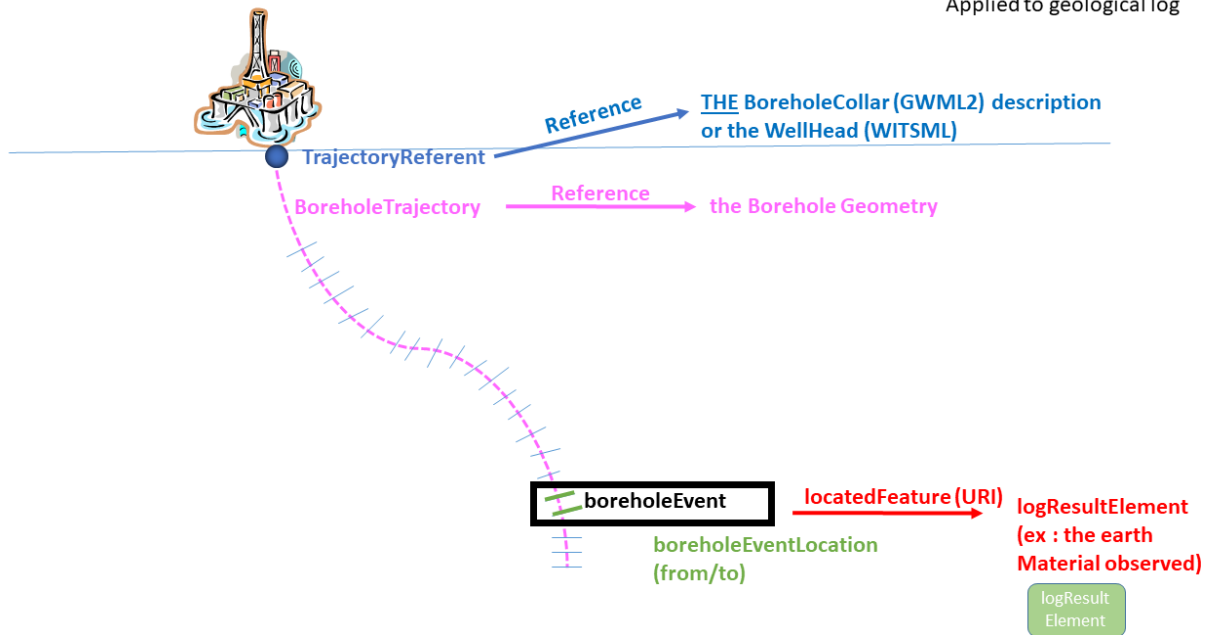 Applied to geological log
Reference
THE BoreholeCollar (GWML2) description
or the WellHead (WITSML)
TrajectoryReferent
BoreholeTrajectory
Reference
the Borehole Geometry
boreholeEvent
locatedFeature (URI)
logResultElement
(ex : the earth
Material observed)
boreholeEventLocation
(from/to)
logResult
Element